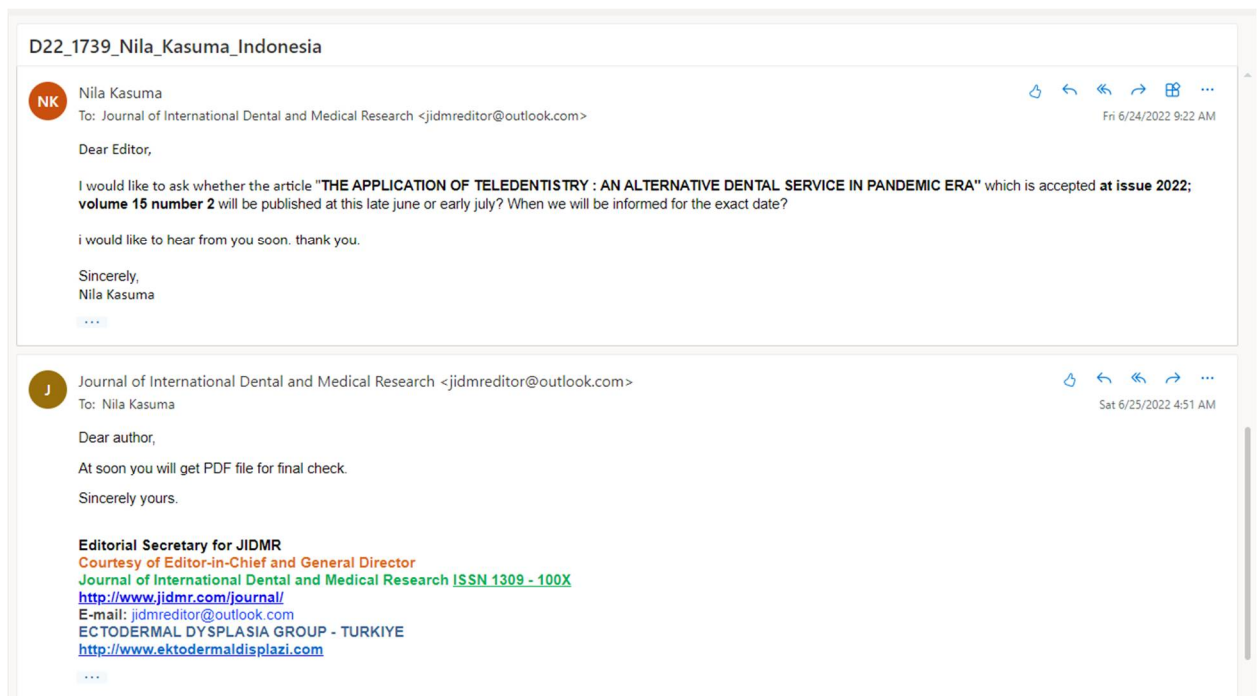 D22_1739_Nila_Kasuma_Indonesia
NK
Nila Kasuma
To: Journal of International Dental and Medical Research <jidmreditor@outlook.com>
Fri 6/24/2022 9:22 AM
Dear Editor,
I would like to ask whether the article "THE APPLICATION OF TELEDENTISTRY : AN ALTERNATIVE DENTAL SERVICE IN PANDEMIC ERA" which is accepted at issue 2022;
volume 15 number 2 will be published at this late june or early july? When we will be informed for the exact date?
i would like to hear from you soon. thank you.
Sincerely,
Nila Kasuma
...
J
Journal of International Dental and Medical Research <jidmreditor@outlook.com>
To: Nila Kasuma
Sat 6/25/2022 4:51 AM
Dear author,
At soon you will get PDF file for final check.
Sincerely yours.
Editorial Secretary for JIDMR
Courtesy of Editor-in-Chief and General Director
Journal of International Dental and Medical Research ISSN 1309 - 100X
http://www.jidmr.com/journal/
E-mail: jidmreditor@outlook.com
ECTODERMAL DYSPLASIA GROUP - TURKIYE
http://www.ektodermaldisplazi.com
...